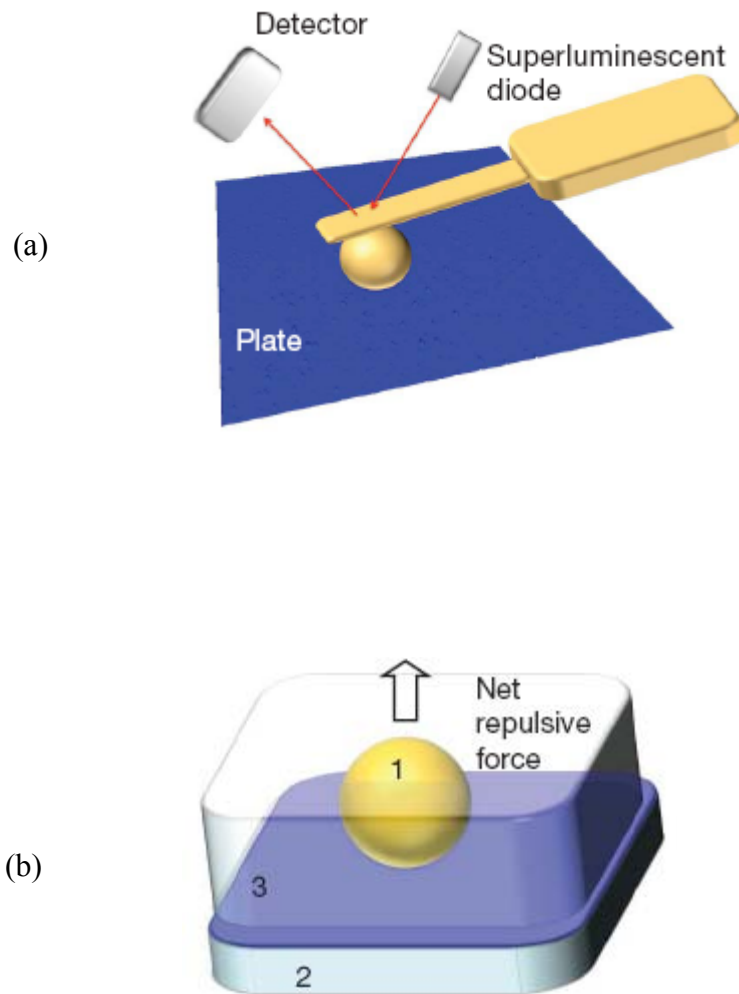 Detector
Superluminescent
diode
(a)
Plate
Net
repulsive
force
1
(b)
3
2